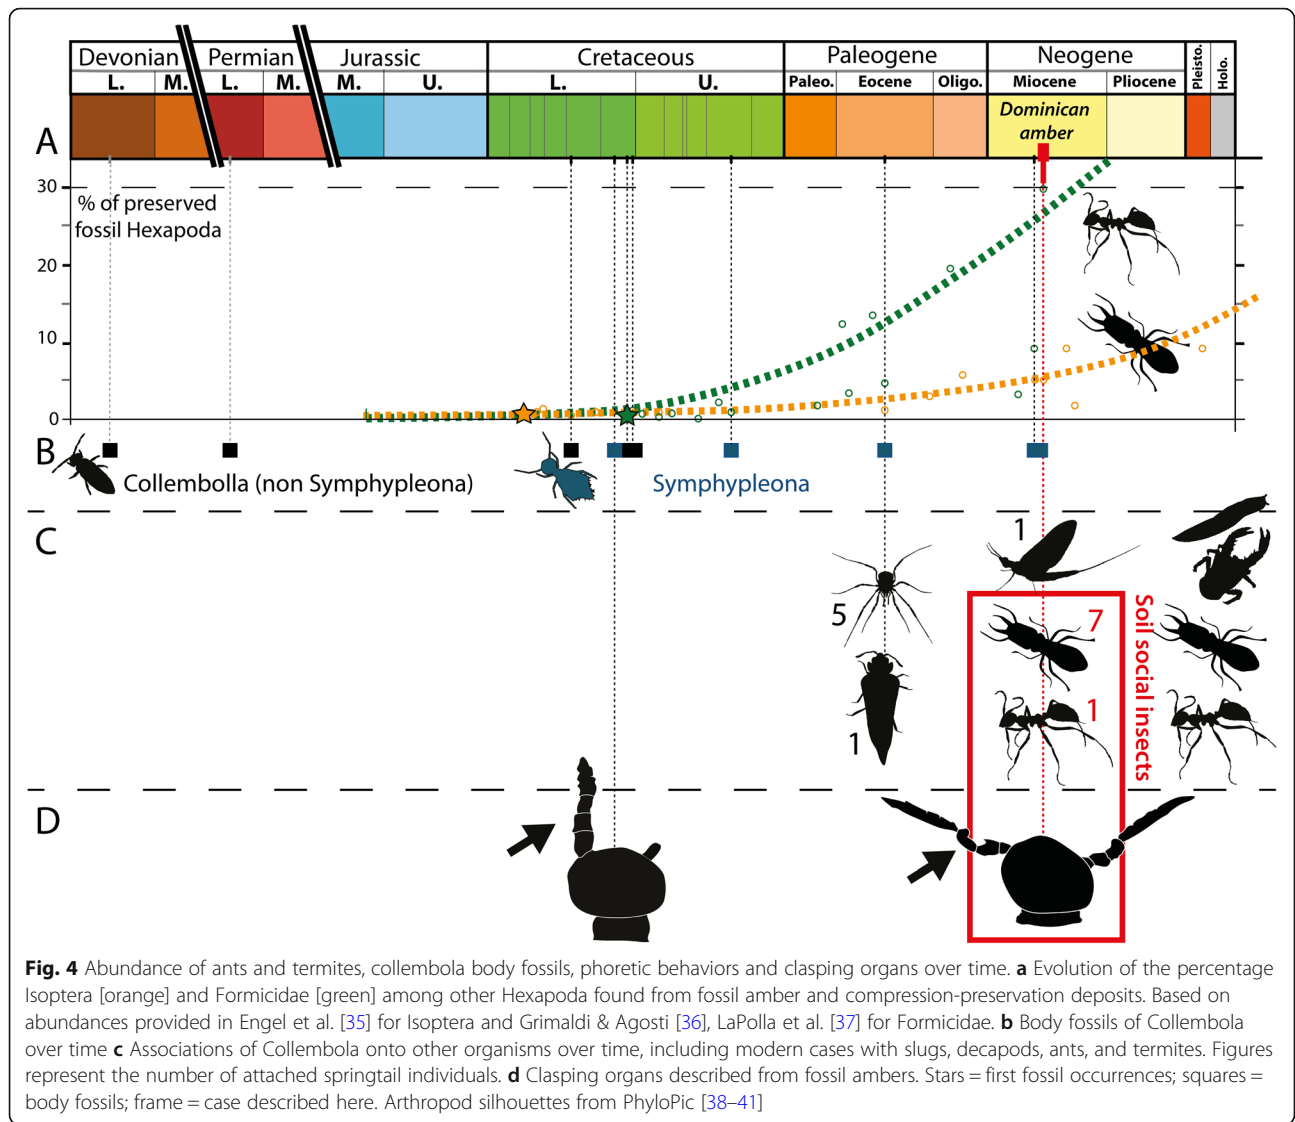 Devonian Permian Jurassic Cretaceous Paleogene Neogene Pleisto. Holo.
L. M. L. M. M. U. L. U. Paleo. Eocene Oligo. Miocene Pliocene
Dominican
amber
A
30
% of preserved
fossil Hexapoda
20
10
0
B
Collembolla (non Symphypleona)
Symphypleona
C
1
5
7
1
1
Soil social insects
D
Fig. 4 Abundance of ants and termites, collembola body fossils, phoretic behaviors and clasping organs over time. a Evolution of the percentage
Isoptera [orange] and Formicidae [green] among other Hexapoda found from fossil amber and compression-preservation deposits. Based on
abundances provided in Engel et al. [35] for Isoptera and Grimaldi & Agosti [36], LaPolla et al. [37] for Formicidae. b Body fossils of Collembola
over time c Associations of Collembola onto other organisms over time, including modern cases with slugs, decapods, ants, and termites. Figures
represent the number of attached springtail individuals. d Clasping organs described from fossil ambers. Stars = first fossil occurrences; squares =
body fossils; frame = case described here. Arthropod silhouettes from PhyloPic [38–41]